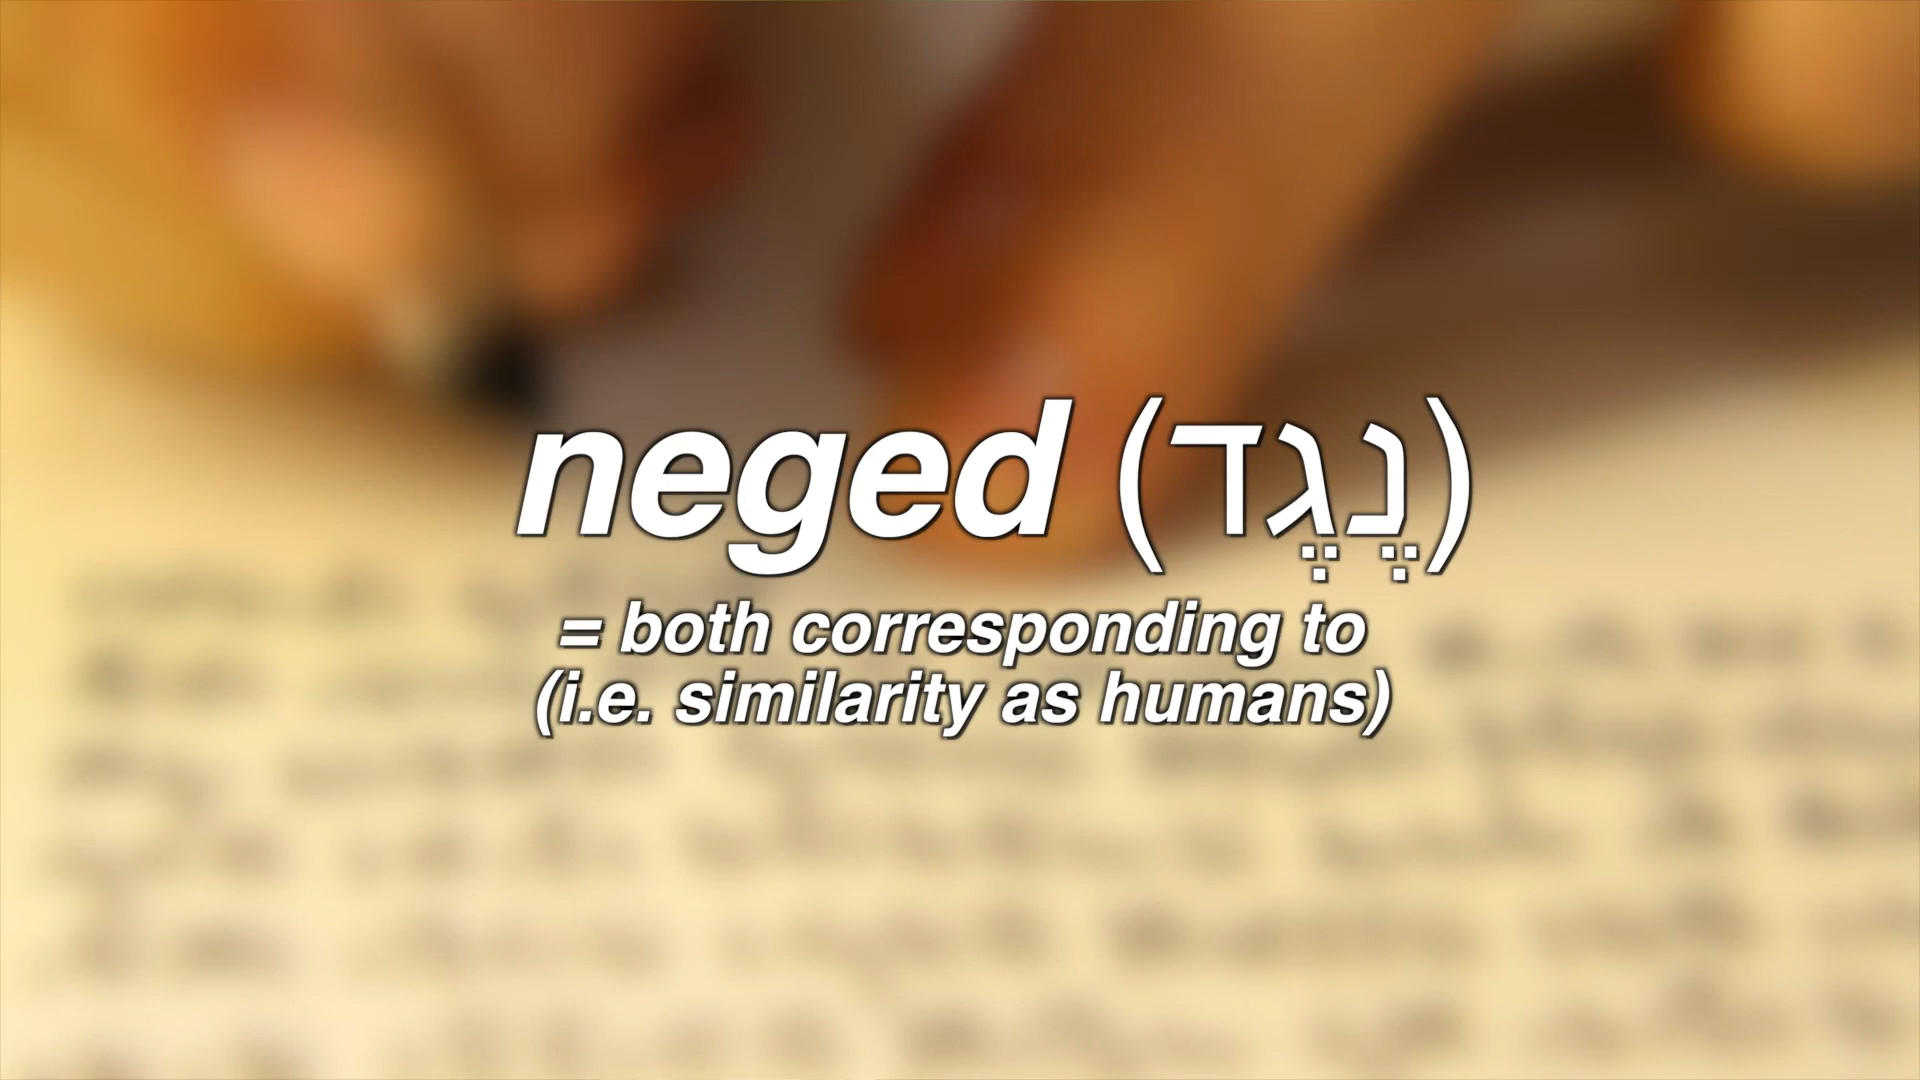 neged (נֶגֶד)
= both corresponding to
(i.e. similarity as humans)